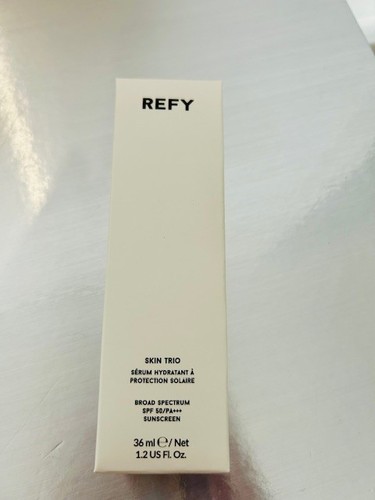 REFY
SKIN TRIO
SÉRUM HYDRATANT À
PROTECTION SOLAIRE
BROAD SPECTRUM
SPF 50/PA+++
SUNSCREEN
36 ml ℮/ Net
1.2 US Fl. Oz.